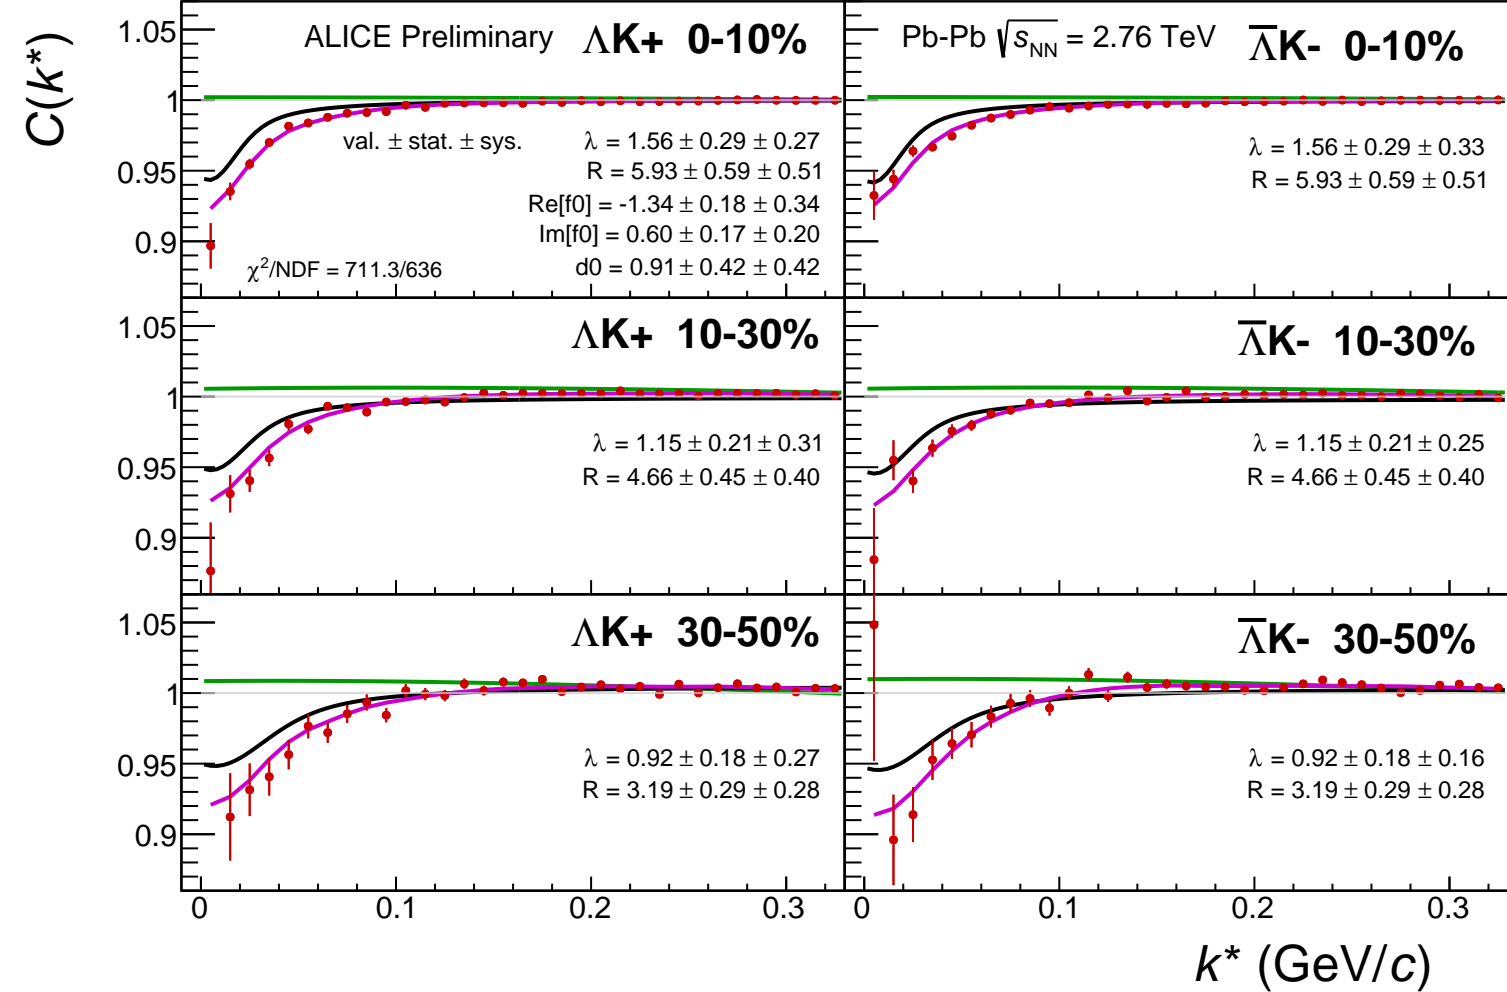 C(k*)
1.05
1
0.95
0.9
ALICE Preliminary ΛK+ 0-10%
val. ± stat. ± sys.
λ = 1.56 ± 0.29 ± 0.27
R = 5.93 ± 0.59 ± 0.51
Re[f0] = -1.34 ± 0.18 ± 0.34
Im[f0] = 0.60 ± 0.17 ± 0.20
d0 = 0.91 ± 0.42 ± 0.42
χ²/NDF = 711.3/636
Pb-Pb √sNN = 2.76 TeV Λ̅K- 0-10%
λ = 1.56 ± 0.29 ± 0.33
R = 5.93 ± 0.59 ± 0.51
1.05
1
0.95
0.9
ΛK+ 10-30%
λ = 1.15 ± 0.21 ± 0.31
R = 4.66 ± 0.45 ± 0.40
Λ̅K- 10-30%
λ = 1.15 ± 0.21 ± 0.25
R = 4.66 ± 0.45 ± 0.40
1.05
1
0.95
0.9
ΛK+ 30-50%
λ = 0.92 ± 0.18 ± 0.27
R = 3.19 ± 0.29 ± 0.28
Λ̅K- 30-50%
λ = 0.92 ± 0.18 ± 0.16
R = 3.19 ± 0.29 ± 0.28
0 0.1 0.2 0.3 0 0.1 0.2 0.3
k* (GeV/c)